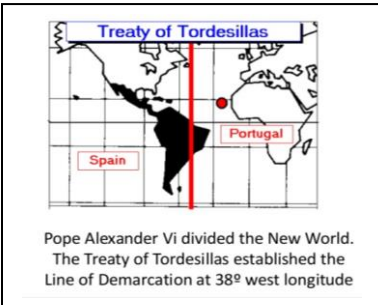 Treaty of Tordesillas
Portugal
Spain
Pope Alexander Vi divided the New World.
The Treaty of Tordesillas established the
Line of Demarcation at 38º west longitude